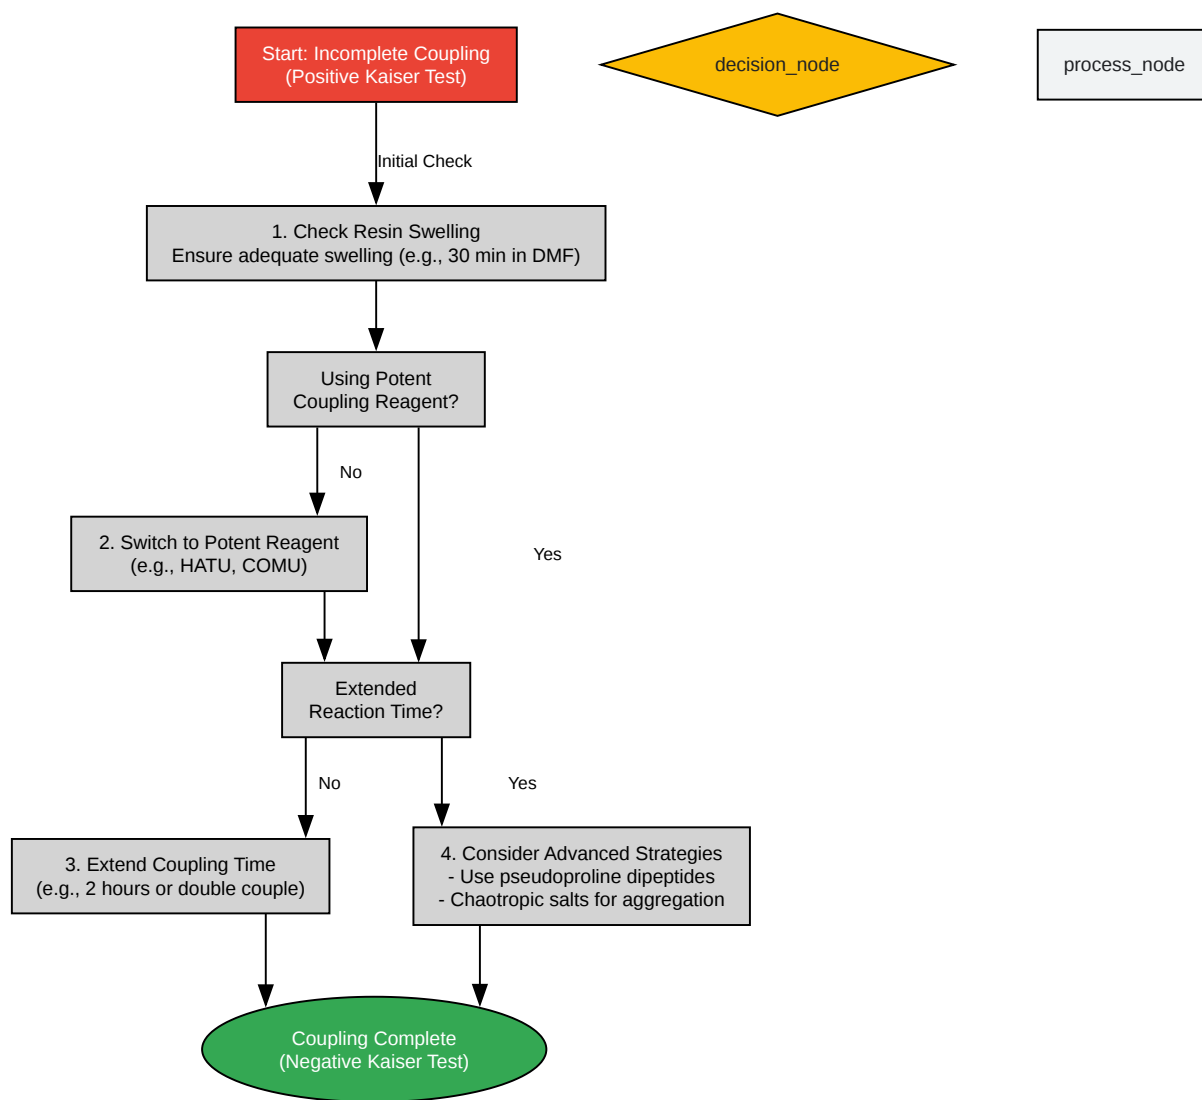 Start: Incomplete Coupling
(Positive Kaiser Test)
decision_node
process_node
Initial Check
1. Check Resin Swelling
Ensure adequate swelling (e.g., 30 min in DMF)
Using Potent
Coupling Reagent?
No
2. Switch to Potent Reagent
(e.g., HATU, COMU)
Yes
Extended
Reaction Time?
No
Yes
3. Extend Coupling Time
(e.g., 2 hours or double couple)
4. Consider Advanced Strategies
- Use pseudoproline dipeptides
- Chaotropic salts for aggregation
Coupling Complete
(Negative Kaiser Test)